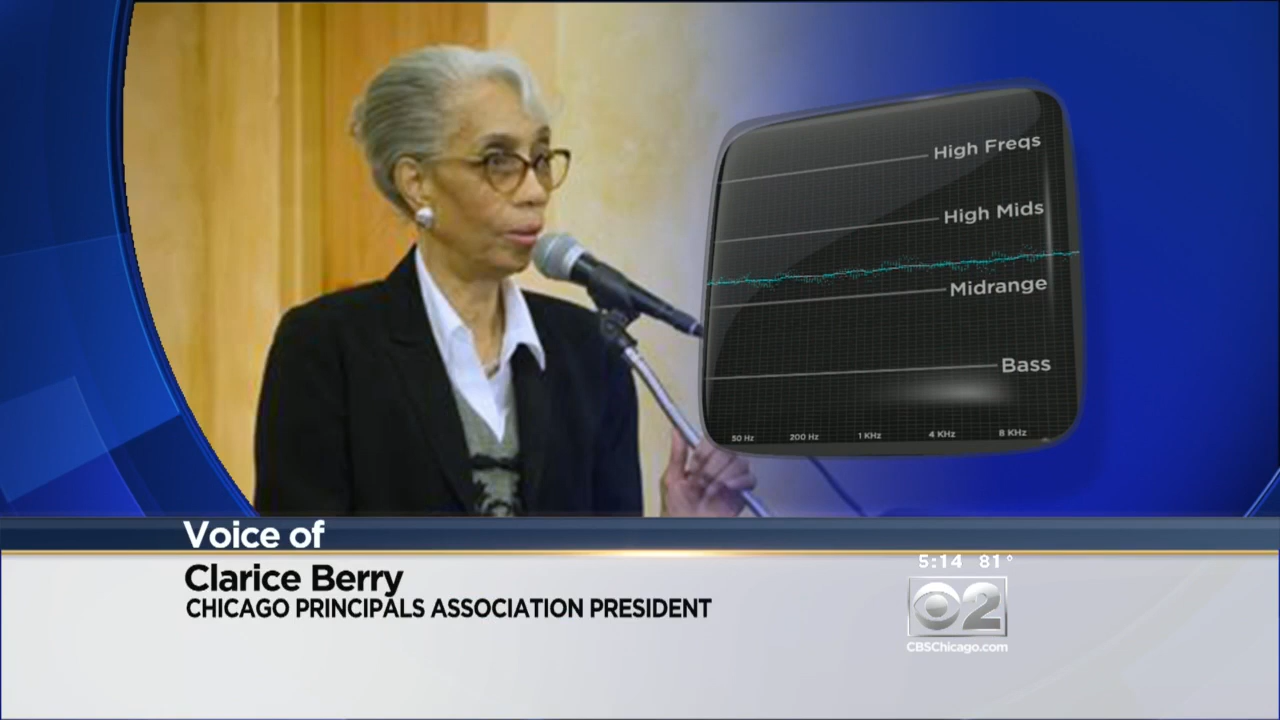 High Freqs
High Mids
Midrange
Bass
50 Hz 200 Hz 1 KHz 4 KHz 8 KHz
Voice of
Clarice Berry
CHICAGO PRINCIPALS ASSOCIATION PRESIDENT
5:14 81°
2
CBSChicago.com